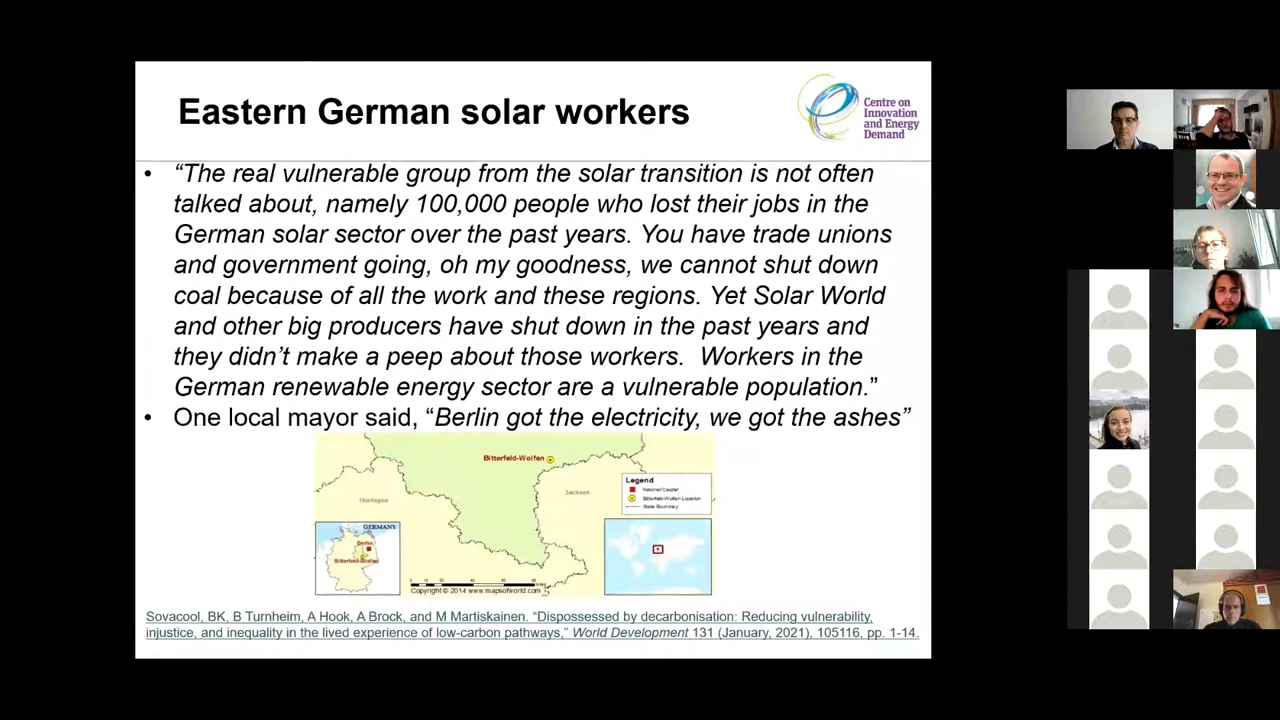 Eastern German solar workers
Centre on
Innovation
and Energy
Demand
• “The real vulnerable group from the solar transition is not often
talked about, namely 100,000 people who lost their jobs in the
German solar sector over the past years. You have trade unions
and government going, oh my goodness, we cannot shut down
coal because of all the work and these regions. Yet Solar World
and other big producers have shut down in the past years and
they didn’t make a peep about those workers.  Workers in the
German renewable energy sector are a vulnerable population.”
• One local mayor said, “Berlin got the electricity, we got the ashes”
Bitterfeld-Wolfen
Thüringen
Sachsen
Legend
National Capital
Bitterfeld-Wolfen Location
State Boundary
GERMANY
Berlin
Bitterfeld-Wolfen
Copyright © 2014 www.mapsofworld.com
Sovacool, BK, B Turnheim, A Hook, A Brock, and M Martiskainen. “Dispossessed by decarbonisation: Reducing vulnerability,
injustice, and inequality in the lived experience of low-carbon pathways,” World Development 131 (January, 2021), 105116, pp. 1-14.